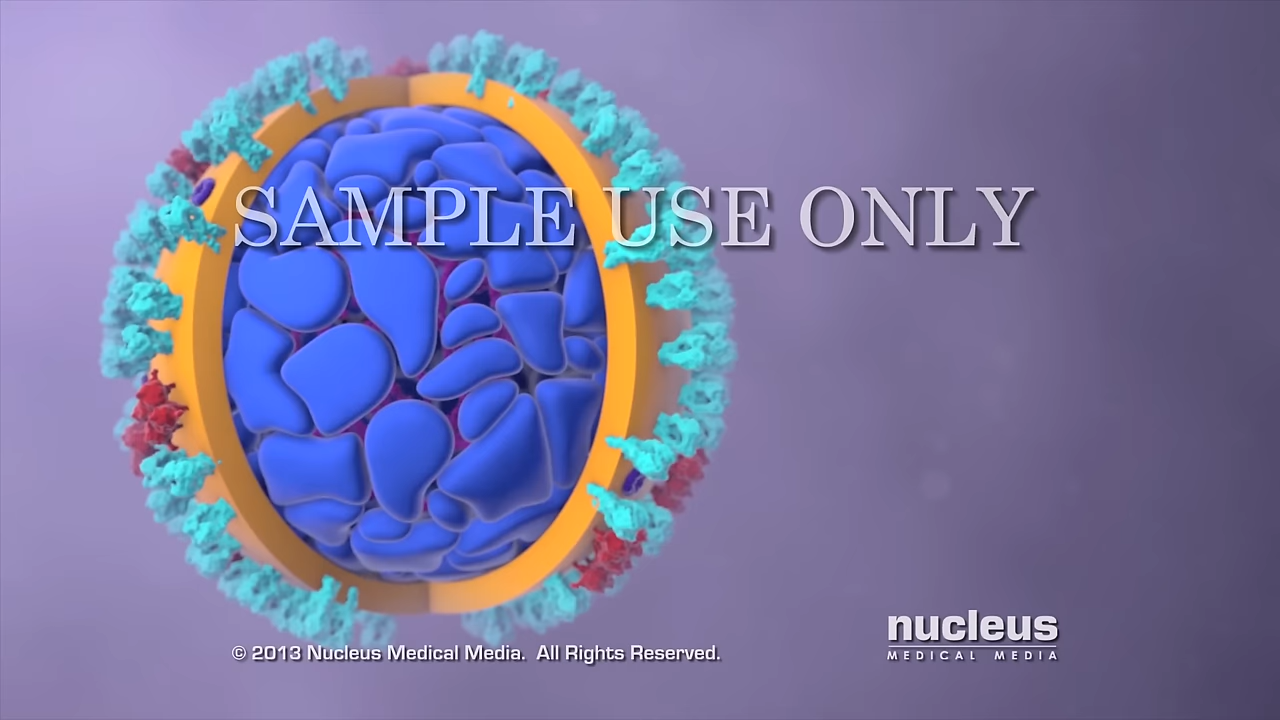 SAMPLE USE ONLY
© 2013 Nucleus Medical Media.  All Rights Reserved.
nucleus
MEDICAL MEDIA